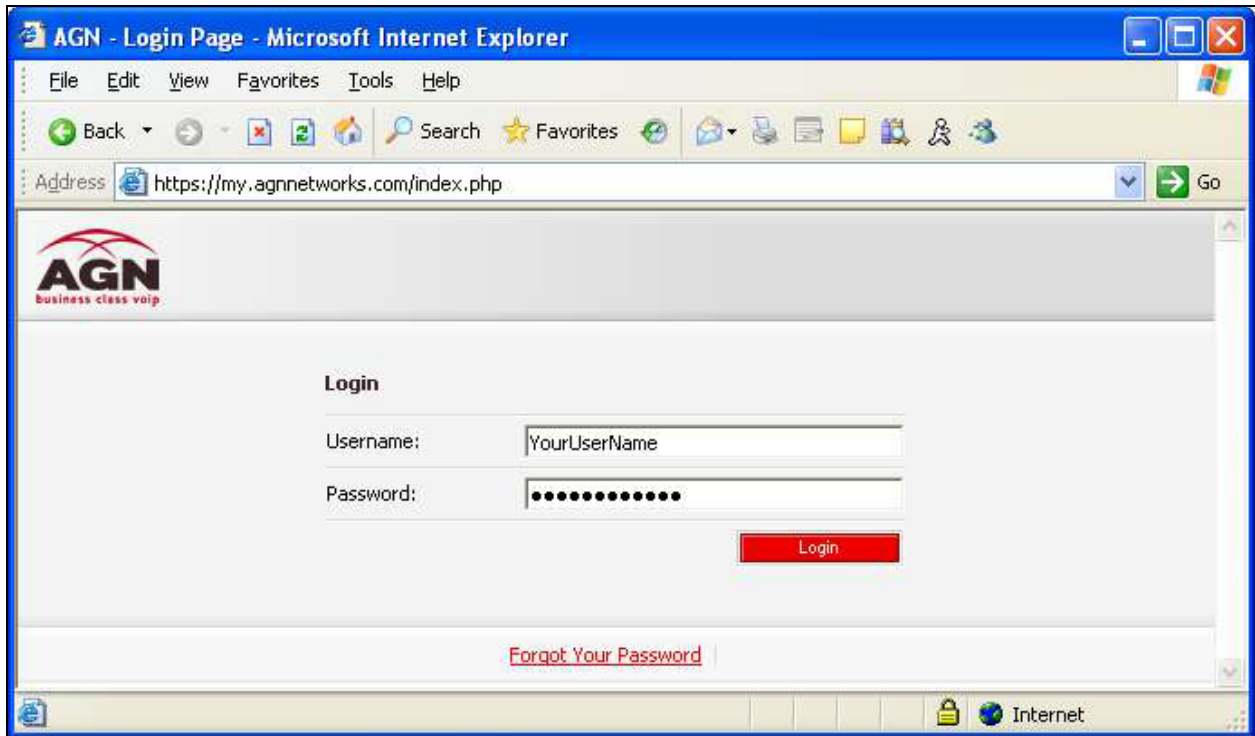 AGN - Login Page - Microsoft Internet Explorer
File Edit View Favorites Tools Help
Back Search Favorites
Address https://my.agnnetworks.com/index.php Go
AGN
business class voip
Login
Username: YourUserName
Password: ●●●●●●●●●●●●
Login
Forgot Your Password
Internet